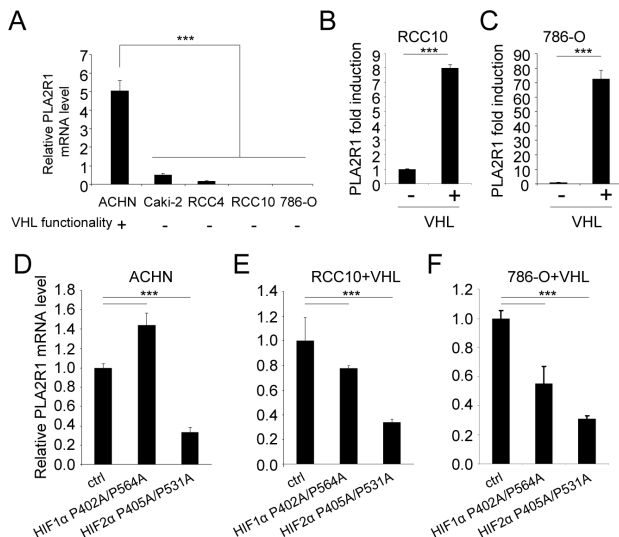 A
Relative PLA2R1
mRNA level
7
6
5
4
3
2
1
0
***
ACHN Caki-2 RCC4 RCC10 786-O
VHL functionality + - - - -
B
RCC10
PLA2R1 fold induction
9
8
7
6
5
4
3
2
1
0
***
- +
VHL
C
786-O
PLA2R1 fold induction
90
80
70
60
50
40
30
20
10
0
***
- +
VHL
D
ACHN
Relative PLA2R1 mRNA level
1.8
1.6
1.4
1.2
1.0
0.8
0.6
0.4
0.2
0.0
***
ctrl
HIF1α P402A/P564A
HIF2α P405A/P531A
E
RCC10+VHL
1.4
1.2
1.0
0.8
0.6
0.4
0.2
0.0
***
ctrl
HIF1α P402A/P564A
HIF2α P405A/P531A
F
786-O+VHL
1.2
1.0
0.8
0.6
0.4
0.2
0.0
***
ctrl
HIF1α P402A/P564A
HIF2α P405A/P531A